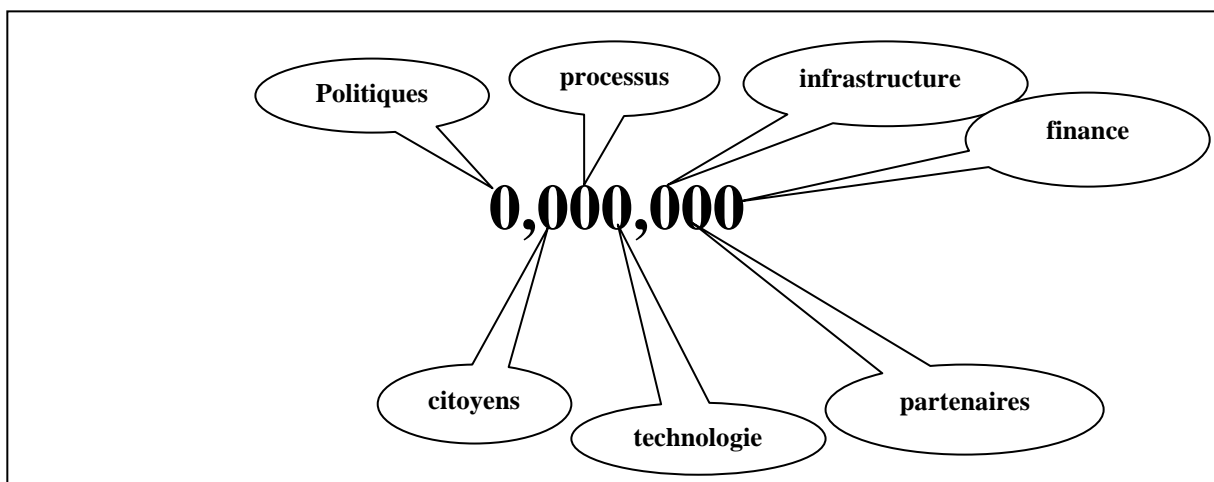 Politiques
processus
infrastructure
finance
0,000,000
citoyens
technologie
partenaires